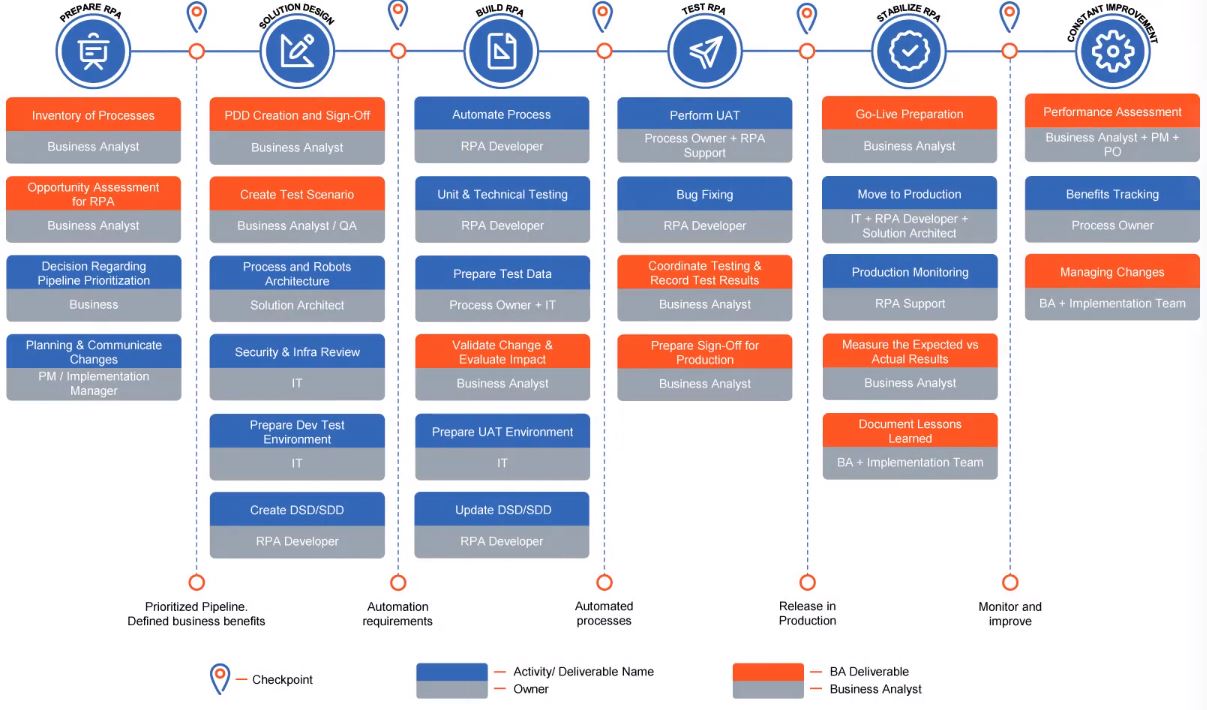 PREPARE RPA
SOLUTION DESIGN
BUILD RPA
TEST RPA
STABILIZE RPA
CONSTANT IMPROVEMENT
Inventory of Processes
Business Analyst
Opportunity Assessment
for RPA
Business Analyst
Decision Regarding
Pipeline Prioritization
Business
Planning & Communicate
Changes
PM / Implementation
Manager
PDD Creation and Sign-Off
Business Analyst
Create Test Scenario
Business Analyst / QA
Process and Robots
Architecture
Solution Architect
Security & Infra Review
IT
Prepare Dev Test
Environment
IT
Create DSD/SDD
RPA Developer
Automate Process
RPA Developer
Unit & Technical Testing
RPA Developer
Prepare Test Data
Process Owner + IT
Validate Change &
Evaluate Impact
Business Analyst
Prepare UAT Environment
IT
Update DSD/SDD
RPA Developer
Perform UAT
Process Owner + RPA
Support
Bug Fixing
RPA Developer
Coordinate Testing &
Record Test Results
Business Analyst
Prepare Sign-Off for
Production
Business Analyst
Go-Live Preparation
Business Analyst
Move to Production
IT + RPA Developer +
Solution Architect
Production Monitoring
RPA Support
Measure the Expected vs
Actual Results
Business Analyst
Document Lessons
Learned
BA + Implementation Team
Performance Assessment
Business Analyst + PM +
PO
Benefits Tracking
Process Owner
Managing Changes
BA + Implementation Team
Prioritized Pipeline.
Defined business benefits
Automation
requirements
Automated
processes
Release in
Production
Monitor and
improve
Checkpoint
Activity/ Deliverable Name
Owner
BA Deliverable
Business Analyst